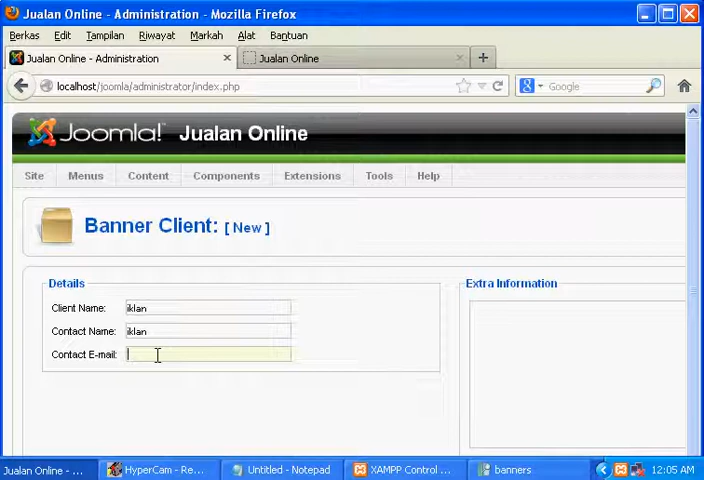 Jualan Online - Administration - Mozilla Firefox
Berkas Edit Tampilan Riwayat Markah Alat Bantuan
Jualan Online - Administration
Jualan Online
localhost/joomla/administrator/index.php
Google
Joomla! Jualan Online
Site Menus Content Components Extensions Tools Help
Banner Client: [ New ]
Details
Client Name: iklan
Contact Name: iklan
Contact E-mail:
Extra Information
Jualan Online - ... HyperCam - Re... Untitled - Notepad XAMPP Control ... banners 12:05 AM